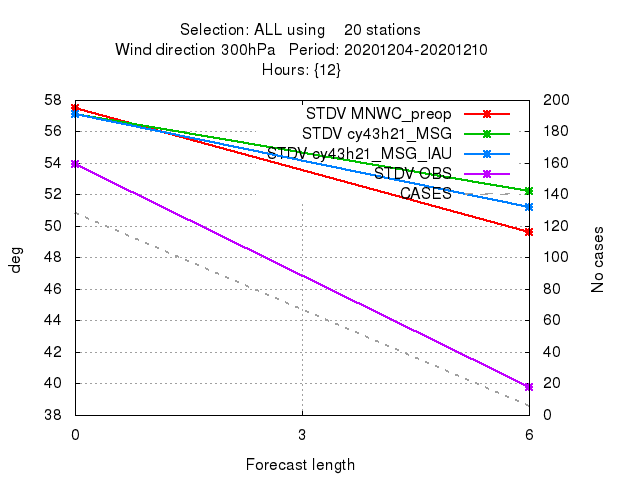 Selection: ALL using    20 stations
Wind direction 300hPa   Period: 20201204-20201210
Hours: {12}
58
56
54
52
50
48
46
44
42
40
38
200
180
160
140
120
100
80
60
40
20
0
STDV MNWC_preop
STDV cy43h21_MSG
STDV cy43h21_MSG_IAU
STDV OBS
CASES
deg
No cases
0
3
6
Forecast length